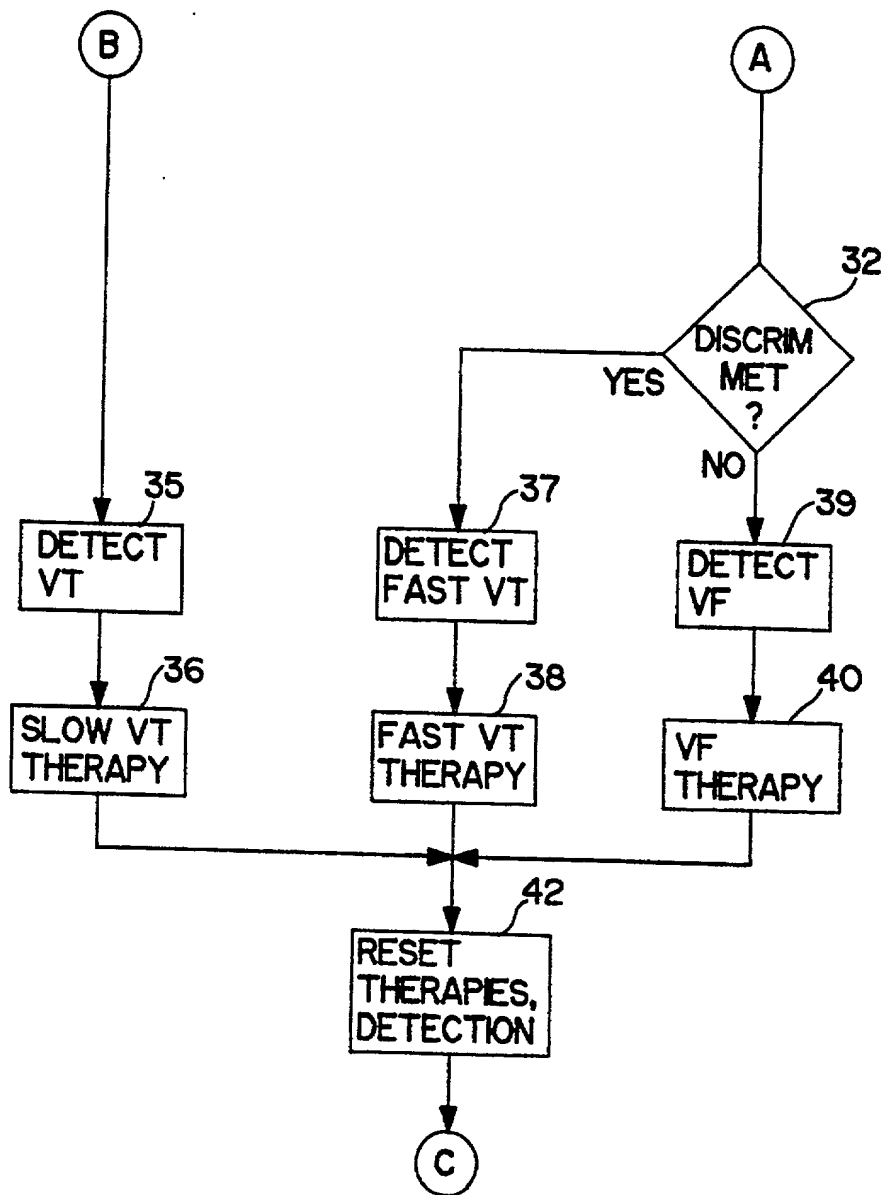 B
A
32
DISCRIM
MET
?
YES
NO
35
DETECT
VT
37
DETECT
FAST VT
39
DETECT
VF
36
SLOW VT
THERAPY
38
FAST VT
THERAPY
40
VF
THERAPY
42
RESET
THERAPIES,
DETECTION
C